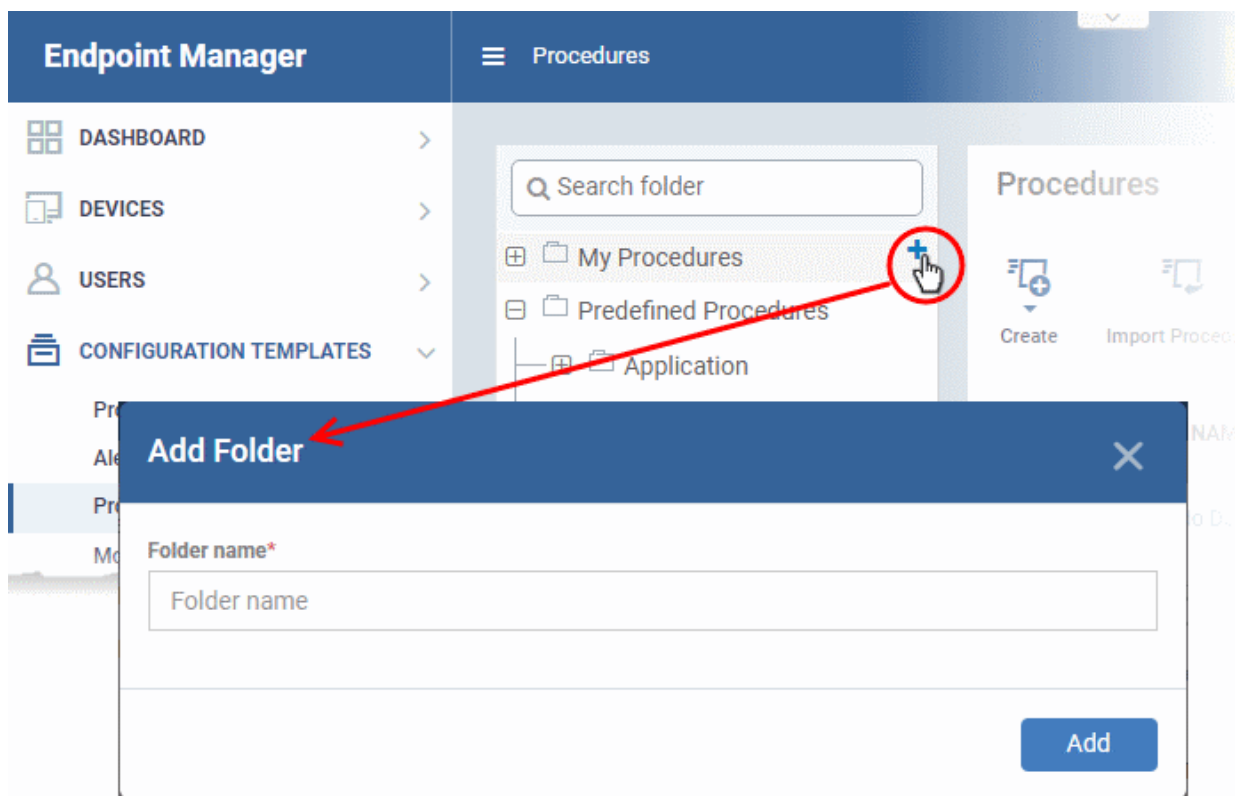 Endpoint Manager
Procedures
DASHBOARD
DEVICES
USERS
CONFIGURATION TEMPLATES
Search folder
My Procedures
Predefined Procedures
Application
Procedures
Create
Import
Add Folder
Folder name*
Folder name
Add